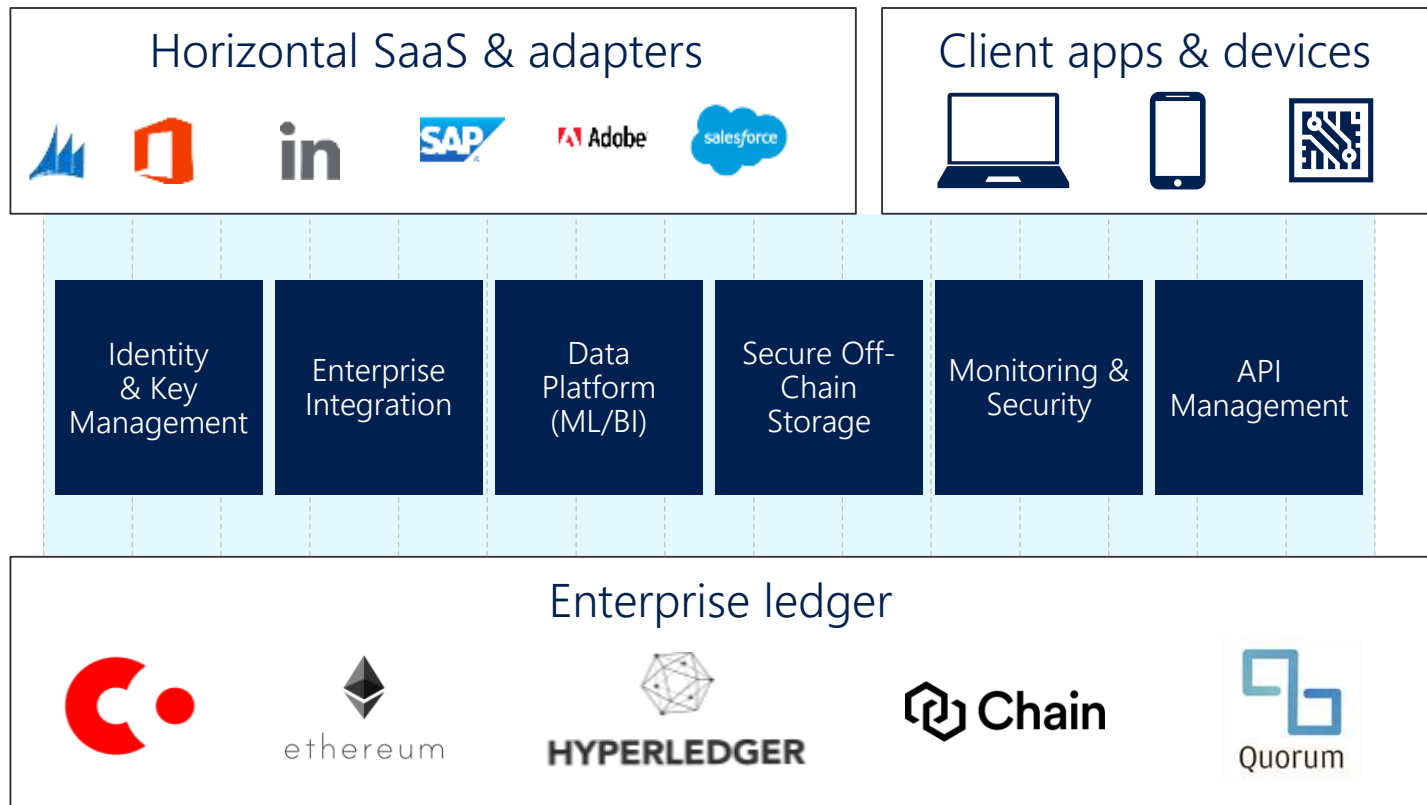 Horizontal SaaS & adapters
in
SAP
Adobe
salesforce
Client apps & devices
Identity
& Key
Management
Enterprise
Integration
Data
Platform
(ML/BI)
Secure Off-
Chain
Storage
Monitoring &
Security
API
Management
Enterprise ledger
ethereum
HYPERLEDGER
Chain
Quorum